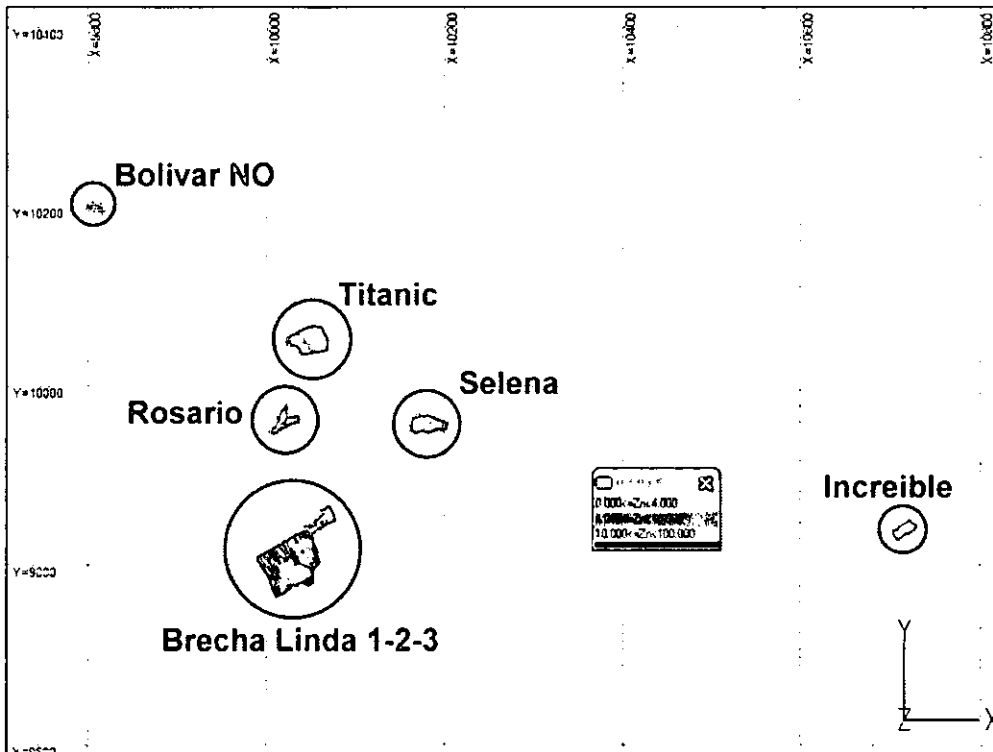 Y=10400
X=9800
X=10000
X=10200
X=10400
X=10600
X=10800
Bolivar NO
Y=10200
Titanic
Selena
Y=10000
Rosario
Increible
0.000<=Zn<4.000
10.000<=Zn<100.000
Brecha Linda 1-2-3
Y
Z
X